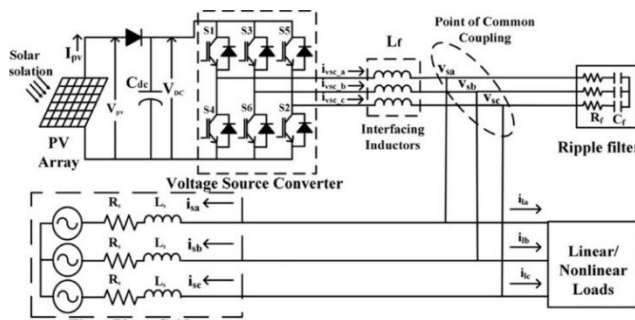 Solar
solation
I_pv
PV
Array
V_pv
C_dc
V_DC
S1
S3
S5
S4
S6
S2
Voltage Source Converter
i_vsc_a
i_vsc_b
i_vsc_c
L_f
Interfacing
Inductors
Point of Common
Coupling
v_sa
v_sb
v_sc
R_f
C_f
Ripple filter
R_s
L_s
i_sa
R_s
L_s
i_sb
R_s
L_s
i_sc
i_la
i_lb
i_lc
Linear/
Nonlinear
Loads